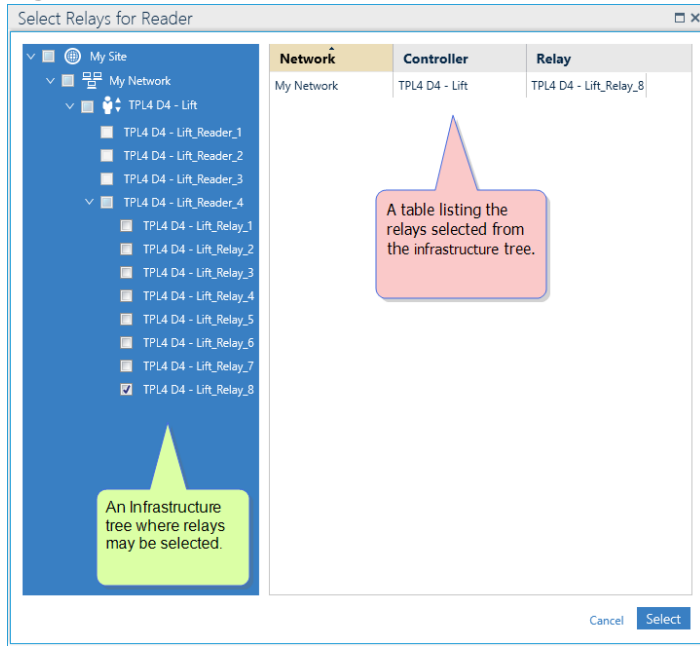 Select Relays for Reader
My Site
My Network
TPL4 D4 - Lift
TPL4 D4 - Lift_Reader_1
TPL4 D4 - Lift_Reader_2
TPL4 D4 - Lift_Reader_3
TPL4 D4 - Lift_Reader_4
TPL4 D4 - Lift_Relay_1
TPL4 D4 - Lift_Relay_2
TPL4 D4 - Lift_Relay_3
TPL4 D4 - Lift_Relay_4
TPL4 D4 - Lift_Relay_5
TPL4 D4 - Lift_Relay_6
TPL4 D4 - Lift_Relay_7
TPL4 D4 - Lift_Relay_8
An Infrastructure
tree where relays
may be selected.
Network Controller Relay
My Network TPL4 D4 - Lift TPL4 D4 - Lift_Relay_8
A table listing the
relays selected from
the infrastructure tree.
Cancel Select